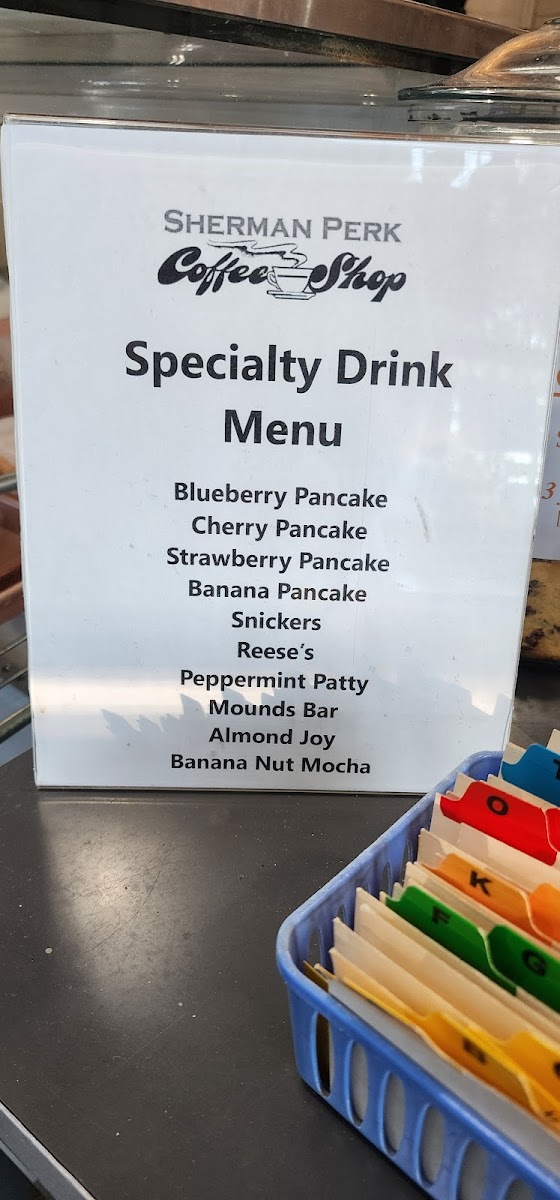 SHERMAN PERK
Coffee Shop
Specialty Drink
Menu
Blueberry Pancake
Cherry Pancake
Strawberry Pancake
Banana Pancake
Snickers
Reese's
Peppermint Patty
Mounds Bar
Almond Joy
Banana Nut Mocha
T
O
K
F
G
B